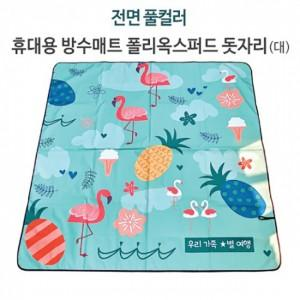 전면 풀컬러
휴대용 방수매트 폴리옥스퍼드 돗자리(대)
우리 가족 ★별 여행